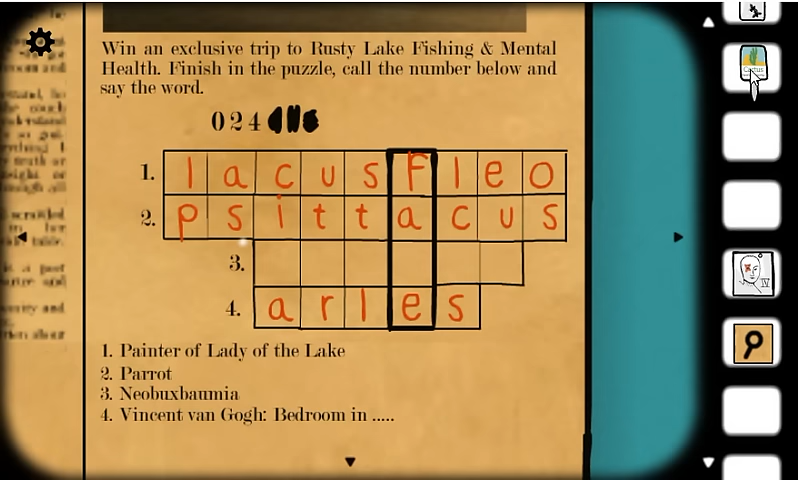 Win an exclusive trip to Rusty Lake Fishing & Mental
Health. Finish in the puzzle, call the number below and
say the word.
024
1. lacusFleo
2. psittacus
3.
4. arles
1. Painter of Lady of the Lake
2. Parrot
3. Neobuxbaumia
4. Vincent van Gogh: Bedroom in .....
Cactus
IV